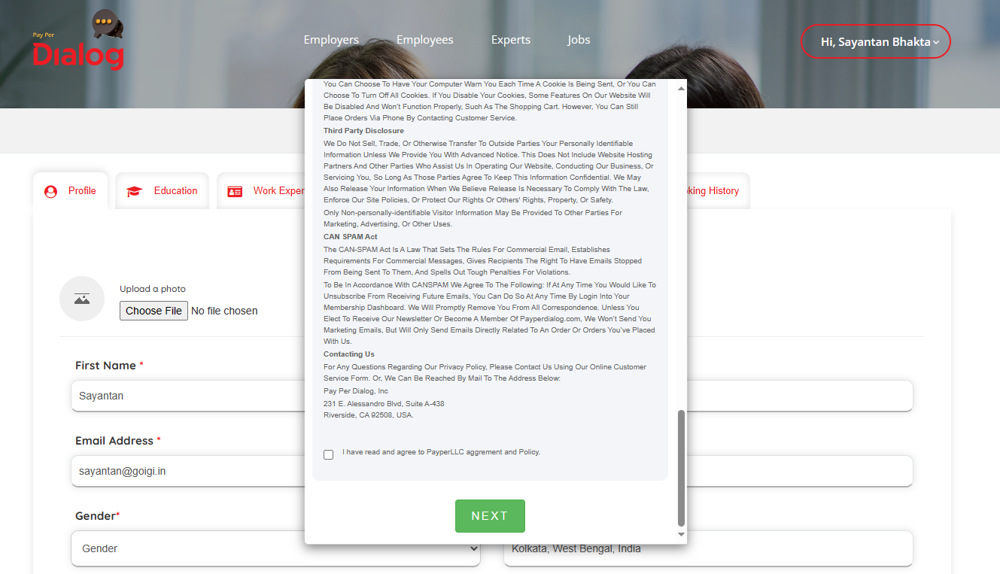 Pay Per
Dialog
Employers
Employees
Experts
Jobs
Hi, Sayantan Bhakta
You Can Choose To Have Your Computer Warn You Each Time A Cookie Is Being Sent, Or You Can
Choose To Turn Off All Cookies. If You Disable Your Cookies, Some Features On Our Website Will
Be Disabled And Won't Function Properly, Such As The Shopping Cart. However, You Can Still
Place Orders Via Phone By Contacting Customer Service.
Third Party Disclosure
We Do Not Sell, Trade, Or Otherwise Transfer To Outside Parties Your Personally Identifiable
Information Unless We Provide You With Advanced Notice. This Does Not Include Website Hosting
Partners And Other Parties Who Assist Us In Operating Our Website, Conducting Our Business, Or
Servicing You, So Long As Those Parties Agree To Keep This Information Confidential. We May
Also Release Your Information When We Believe Release Is Necessary To Comply With The Law,
Enforce Our Site Policies, Or Protect Our Rights Or Others' Rights, Property, Or Safety.
Only Non-personally-identifiable Visitor Information May Be Provided To Other Parties For
Marketing, Advertising, Or Other Uses.
CAN SPAM Act
The CAN-SPAM Act Is A Law That Sets The Rules For Commercial Email, Establishes
Requirements For Commercial Messages, Gives Recipients The Right To Have Emails Stopped
From Being Sent To Them, And Spells Out Tough Penalties For Violations.
To Be In Accordance With CANSPAM We Agree To The Following: If At Any Time You Would Like To
Unsubscribe From Receiving Future Emails, You Can Do So At Any Time By Login Into Your
Membership Dashboard. We Will Promptly Remove You From All Correspondence. Unless You
Elect To Receive Our Newsletter Or Become A Member Of Payperdialog.com, We Won't Send You
Marketing Emails, But Will Only Send Emails Directly Related To An Order Or Orders You've Placed
With Us.
Contacting Us
For Any Questions Regarding Our Privacy Policy, Please Contact Us Using Our Online Customer
Service Form. Or, We Can Be Reached By Mail To The Address Below:
Pay Per Dialog, Inc
231 E. Alessandro Blvd, Suite A-438
Riverside, CA 92508, USA.
I have read and agree to PayperLLC aggrement and Policy.
NEXT
Profile
Education
Work Exper
king History
Upload a photo
Choose File No file chosen
First Name *
Sayantan
Email Address *
sayantan@goigi.in
Gender*
Gender
Kolkata, West Bengal, India